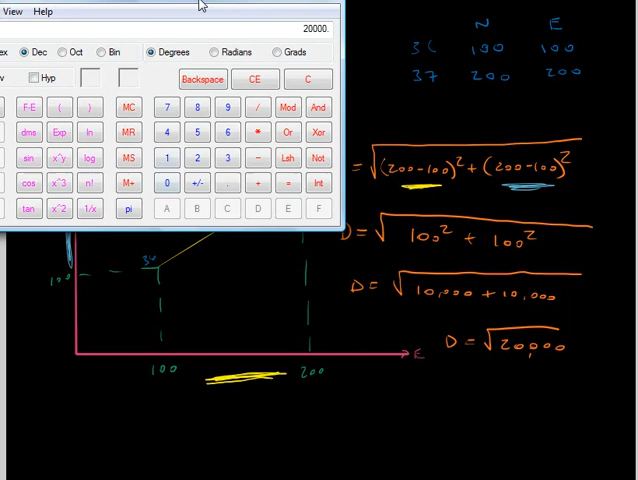 View Help
20000.
ex Dec Oct Bin Degrees Radians Grads
v Hyp Backspace CE C
F-E ( ) MC 7 8 9 / Mod And
dms Exp ln MR 4 5 6 * Or Xor
sin x^y log MS 1 2 3 - Lsh Not
cos x^3 n! M+ 0 +/- . + = Int
tan x^2 1/x pi A B C D E F
N E
36 100 100
37 200 200
= √(200-100)² + (200-100)²
D = √100² + 100²
D = √10,000 + 10,000
D = √20,000
36
100
E
100 200